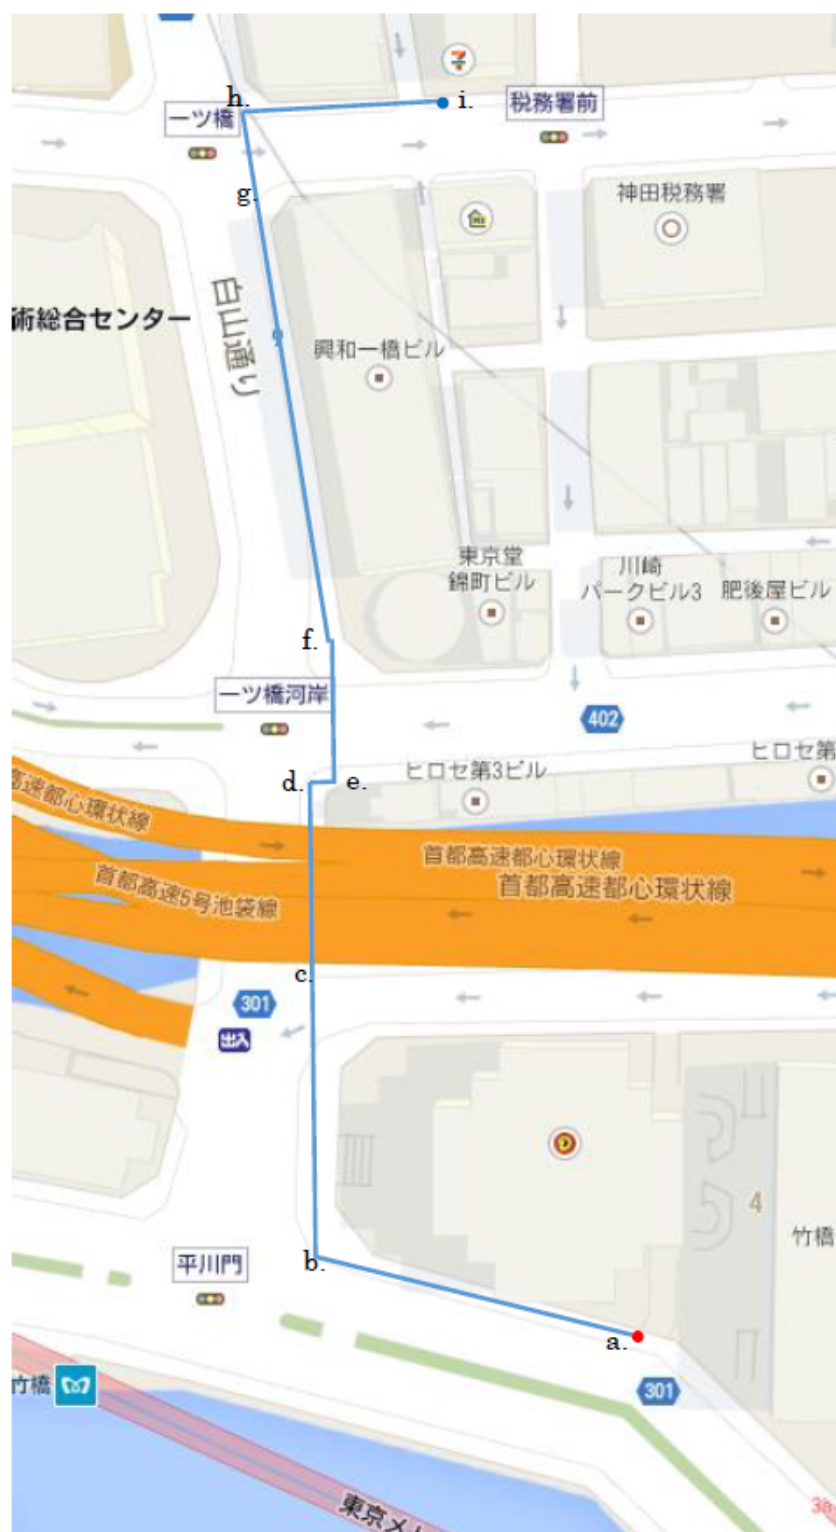 h.
i.
税務署前
一ツ橋
g.
神田税務署
術総合センター
白山通り
興和一橋ビル
東京堂
錦町ビル
川崎
パークビル3
肥後屋ビル
f.
一ツ橋河岸
402
d.
e.
ヒロセ第3ビル
ヒロセ第
高速都心環状線
首都高速都心環状線
首都高速都心環状線
首都高速5号池袋線
c.
301
出入
4
竹橋
平川門
b.
a.
竹橋
301
東京メト
3a